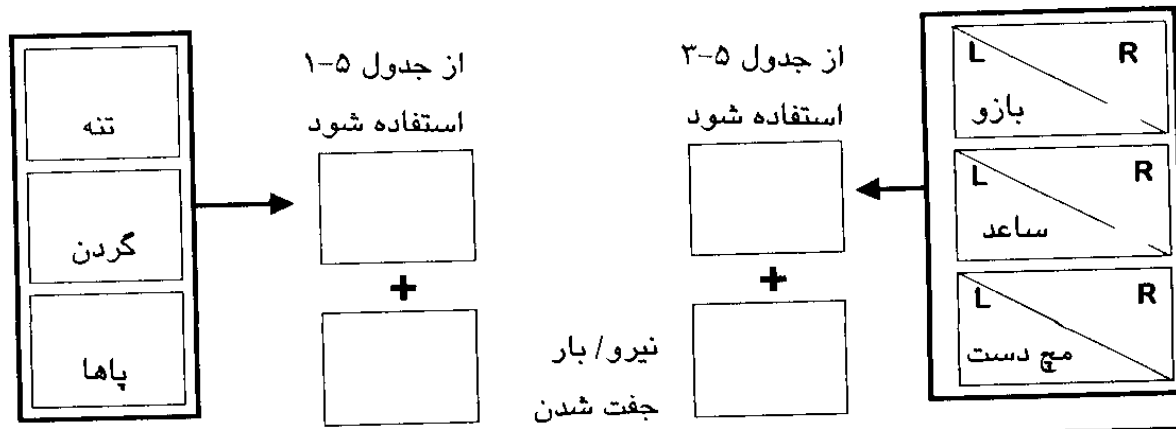 از جدول ۵-۳
استفاده شود
از جدول ۵-۱
استفاده شود
L R
بازو
L R
ساعد
L R
مچ دست
تنه
گردن
پاها
+
+
نیرو/ بار
جفت شدن